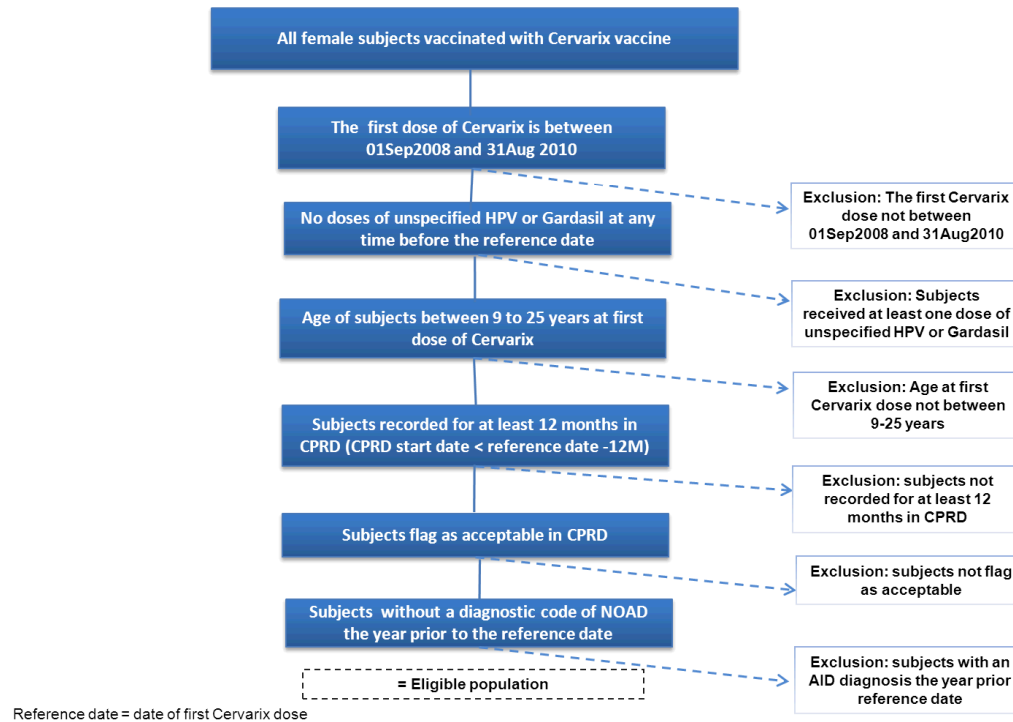 All female subjects vaccinated with Cervarix vaccine
The first dose of Cervarix is between
01Sep2008 and 31Aug 2010
Exclusion: The first Cervarix
dose not between
01Sep2008 and 31Aug2010
No doses of unspecified HPV or Gardasil at any
time before the reference date
Exclusion: Subjects
received at least one dose of
unspecified HPV or Gardasil
Age of subjects between 9 to 25 years at first
dose of Cervarix
Exclusion: Age at first
Cervarix dose not between
9-25 years
Subjects recorded for at least 12 months in
CPRD (CPRD start date < reference date -12M)
Exclusion: subjects not
recorded for at least 12
months in CPRD
Subjects flag as acceptable in CPRD
Exclusion: subjects not flag
as acceptable
Subjects without a diagnostic code of NOAD
the year prior to the reference date
Exclusion: subjects with an
AID diagnosis the year prior
reference date
= Eligible population
Reference date = date of first Cervarix dose